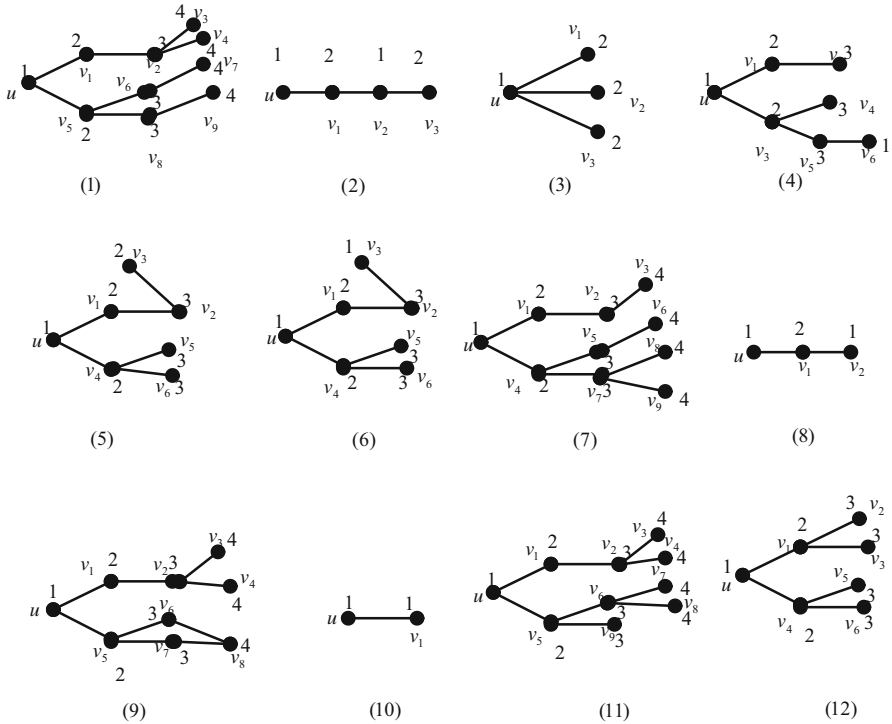 4 v₃
3 v₄
2 4
1 v₁ v₂ 4 v₇
u v₆
3 4
v₅ 2 3 v₉
v₈
(1)
1 2 1 2
u
v₁ v₂ v₃
(2)
v₁ 2
1
u 2 v₂
v₃ 2
(3)
2
v₁ v₃
1
u
2 3 v₄
v₃ v₅ 3 v₆ 1
(4)
2 v₃
2
v₁ 3 v₂
1
u
v₅
v₄ 2 3
v₆ 3
(5)
1 v₃
2
v₁ 3 v₂
1
u
v₅
v₄ 2 3 3 v₆
(6)
v₃ 4
2 v₂
v₁ 3 v₆
1 4
u v₅ v₈
4
v₄ 2 3
v₇ 3
v₉ 4
(7)
1 2 1
u v₁ v₂
(8)
v₃ 4
v₁ 2 v₂ 3
v₄
1 4
u v₆
3
v₅ v₇ 3 4
2 v₈
(9)
1 1
u
v₁
(10)
4
v₃
2 v₂ v₄
v₁ 3 4
1 v₇
u v₆ 4
3 v₈
v₅ v₉ 3 4
2
(11)
3 v₂
2
v₁ 3
v₃
1
u v₅
3
v₄ 2 v₆ 3
(12)